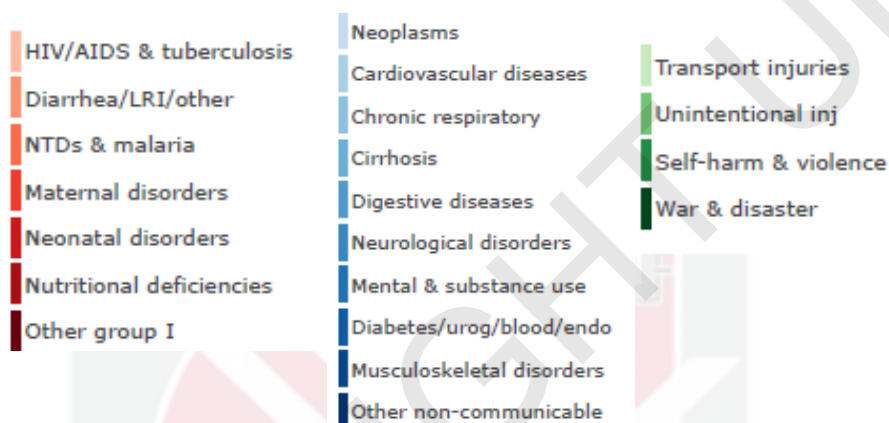 HIV/AIDS & tuberculosis
Diarrhea/LRI/other
NTDs & malaria
Maternal disorders
Neonatal disorders
Nutritional deficiencies
Other group I
Neoplasms
Cardiovascular diseases
Chronic respiratory
Cirrhosis
Digestive diseases
Neurological disorders
Mental & substance use
Diabetes/urog/blood/endo
Musculoskeletal disorders
Other non-communicable
Transport injuries
Unintentional inj
Self-harm & violence
War & disaster